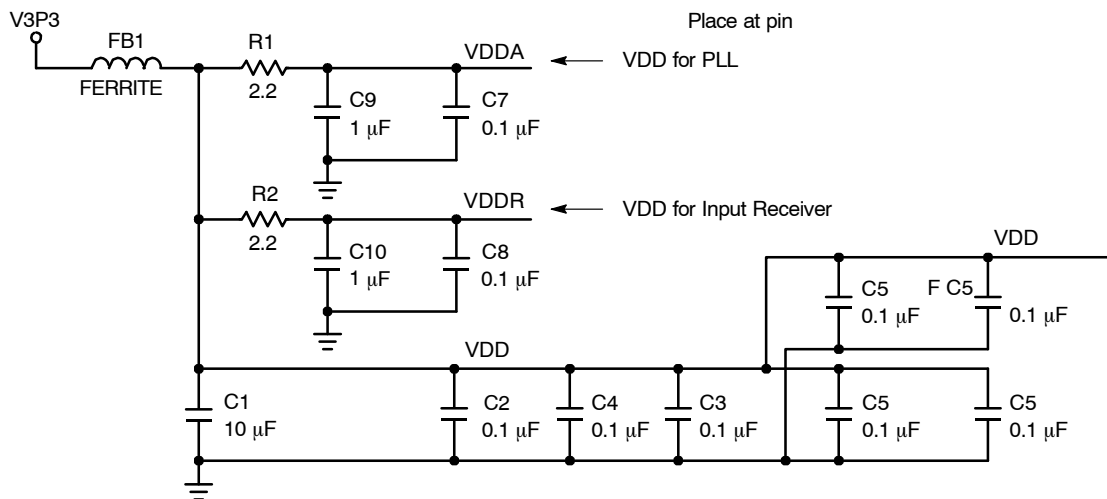 V3P3
FB1
FERRITE
R1
2.2
VDDA
Place at pin
VDD for PLL
C9
1 μF
C7
0.1 μF
R2
2.2
VDDR
VDD for Input Receiver
C10
1 μF
C8
0.1 μF
VDD
C5
0.1 μF
F C5
0.1 μF
VDD
C1
10 μF
C2
0.1 μF
C4
0.1 μF
C3
0.1 μF
C5
0.1 μF
C5
0.1 μF